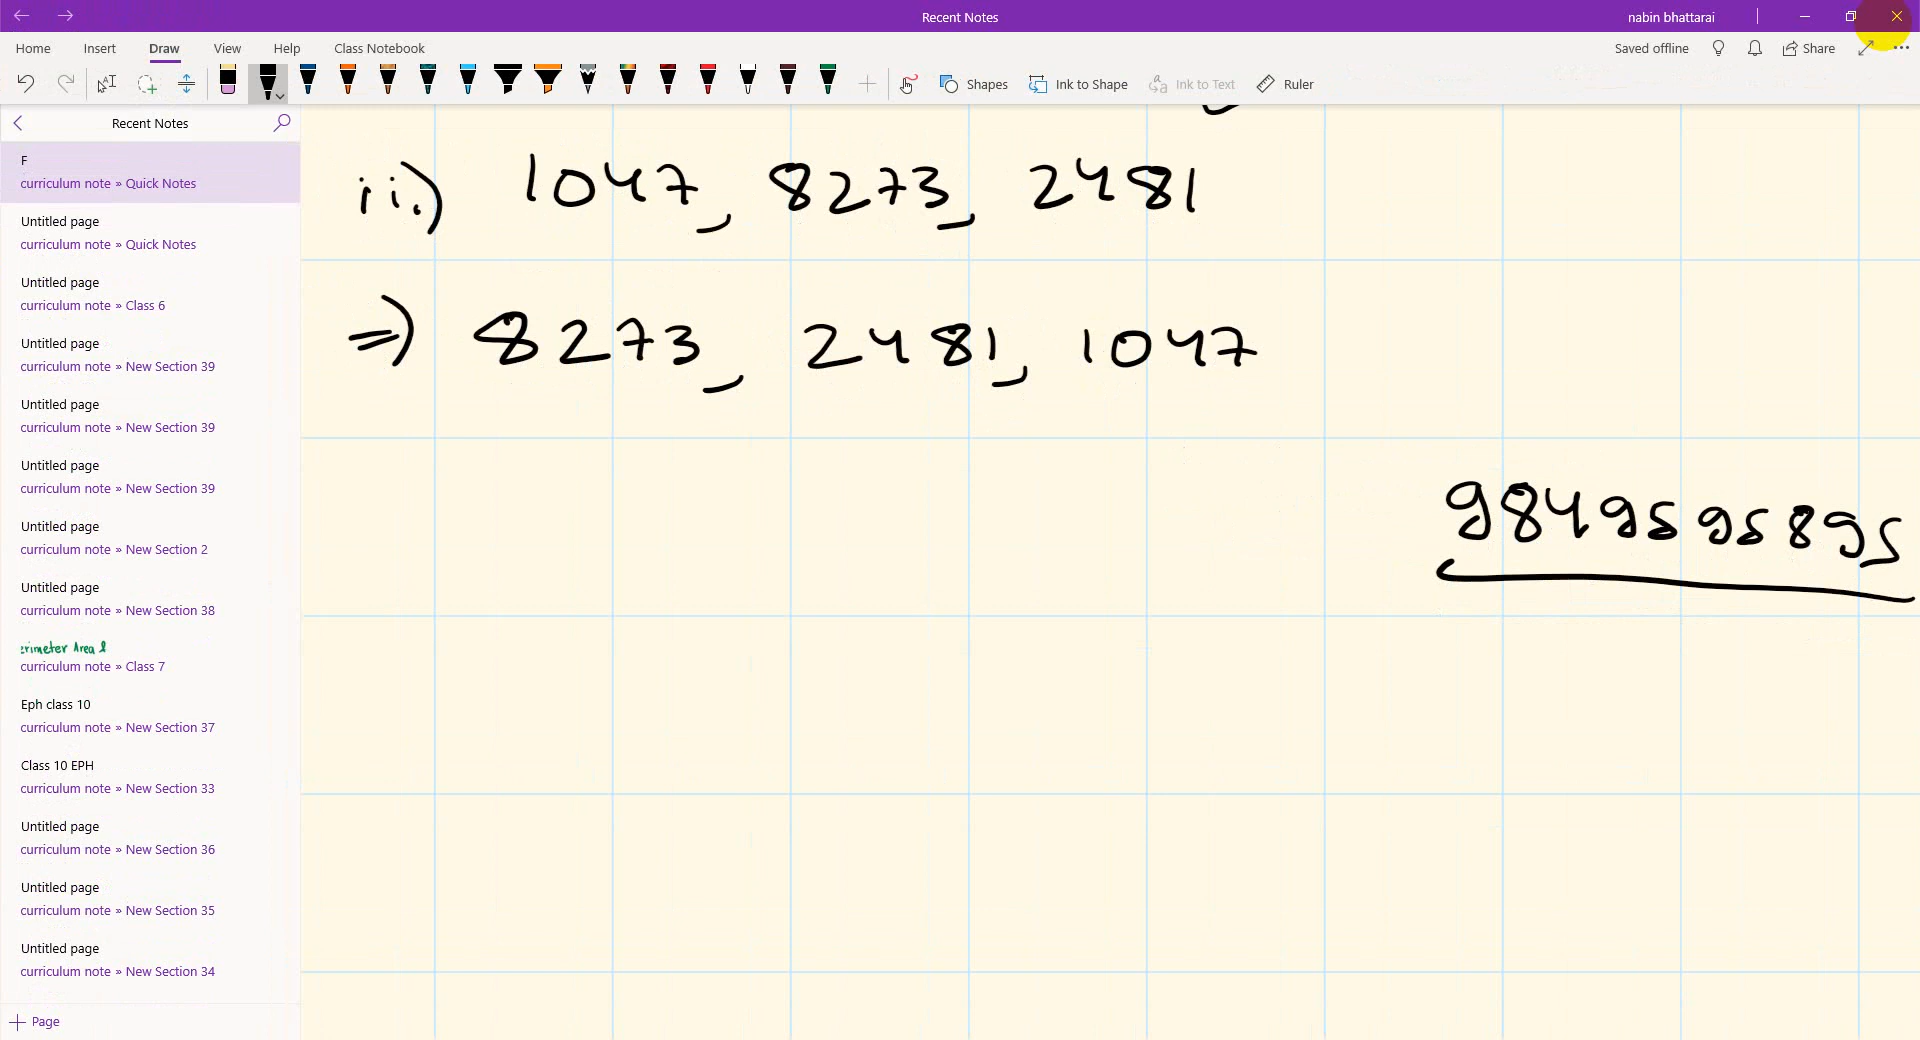 Recent Notes
nabin bhattarai
Home Insert Draw View Help Class Notebook
Saved offline
Share
Shapes
Ink to Shape
Ink to Text
Ruler
Recent Notes
F
curriculum note » Quick Notes
Untitled page
curriculum note » Quick Notes
Untitled page
curriculum note » Class 6
Untitled page
curriculum note » New Section 39
Untitled page
curriculum note » New Section 39
Untitled page
curriculum note » New Section 39
Untitled page
curriculum note » New Section 2
Untitled page
curriculum note » New Section 38
erimeter Area &
curriculum note » Class 7
Eph class 10
curriculum note » New Section 37
Class 10 EPH
curriculum note » New Section 33
Untitled page
curriculum note » New Section 36
Untitled page
curriculum note » New Section 35
Untitled page
curriculum note » New Section 34
Page
ii.) 1047, 8273, 2481
=) 8273, 2481, 1047
9849595895